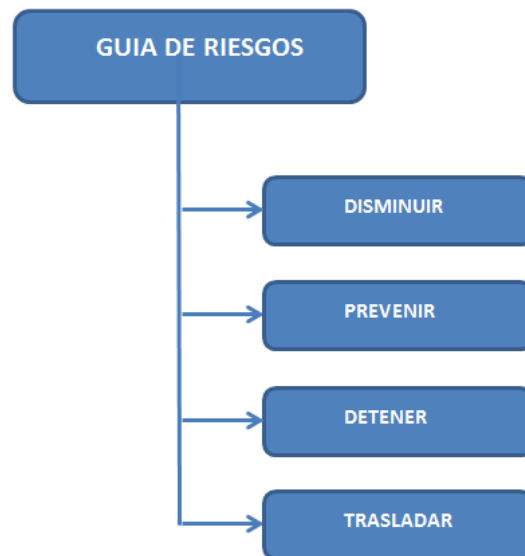 GUIA DE RIESGOS
DISMINUIR
PREVENIR
DETENER
TRASLADAR